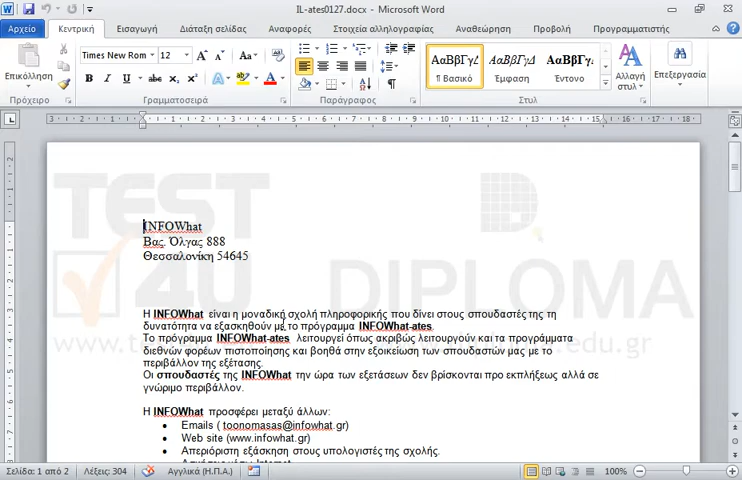 IL-ates0127.docx - Microsoft Word
Αρχείο Κεντρική Εισαγωγή Διάταξη σελίδας Αναφορές Στοιχεία αλληλογραφίας Αναθεώρηση Προβολή Προγραμματιστής
Times New Rom 12
ΑαΒβΓγΔ ΑαΒβΓγΔ ΑαΒβΓγ
Επικόλληση ¶ Βασικό Έμφαση Έντονο Αλλαγή στυλ Επεξεργασία
Πρόχειρο Γραμματοσειρά Παράγραφος Στυλ
TEST 4U DIPLOMA
INFOWhat
Βας. Όλγας 888
Θεσσαλονίκη 54645
Η INFOWhat είναι η μοναδική σχολή πληροφορικής που δίνει στους σπουδαστές της τη
δυνατότητα να εξασκηθούν με το πρόγραμμα INFOWhat-ates.
Το πρόγραμμα INFOWhat-ates λειτουργεί όπως ακριβώς λειτουργούν και τα προγράμματα
διεθνών φορέων πιστοποίησης και βοηθά στην εξοικείωση των σπουδαστών μας με το
περιβάλλον της εξέτασης.
Οι σπουδαστές της INFOWhat την ώρα των εξετάσεων δεν βρίσκονται προ εκπλήξεως αλλά σε
γνώριμο περιβάλλον.
Η INFOWhat προσφέρει μεταξύ άλλων:
• Emails ( toonomasas@infowhat.gr)
• Web site (www.infowhat.gr)
• Απεριόριστη εξάσκηση στους υπολογιστές της σχολής.
Σελίδα: 1 από 2 Λέξεις: 304 Αγγλικά (Η.Π.Α.) 100%